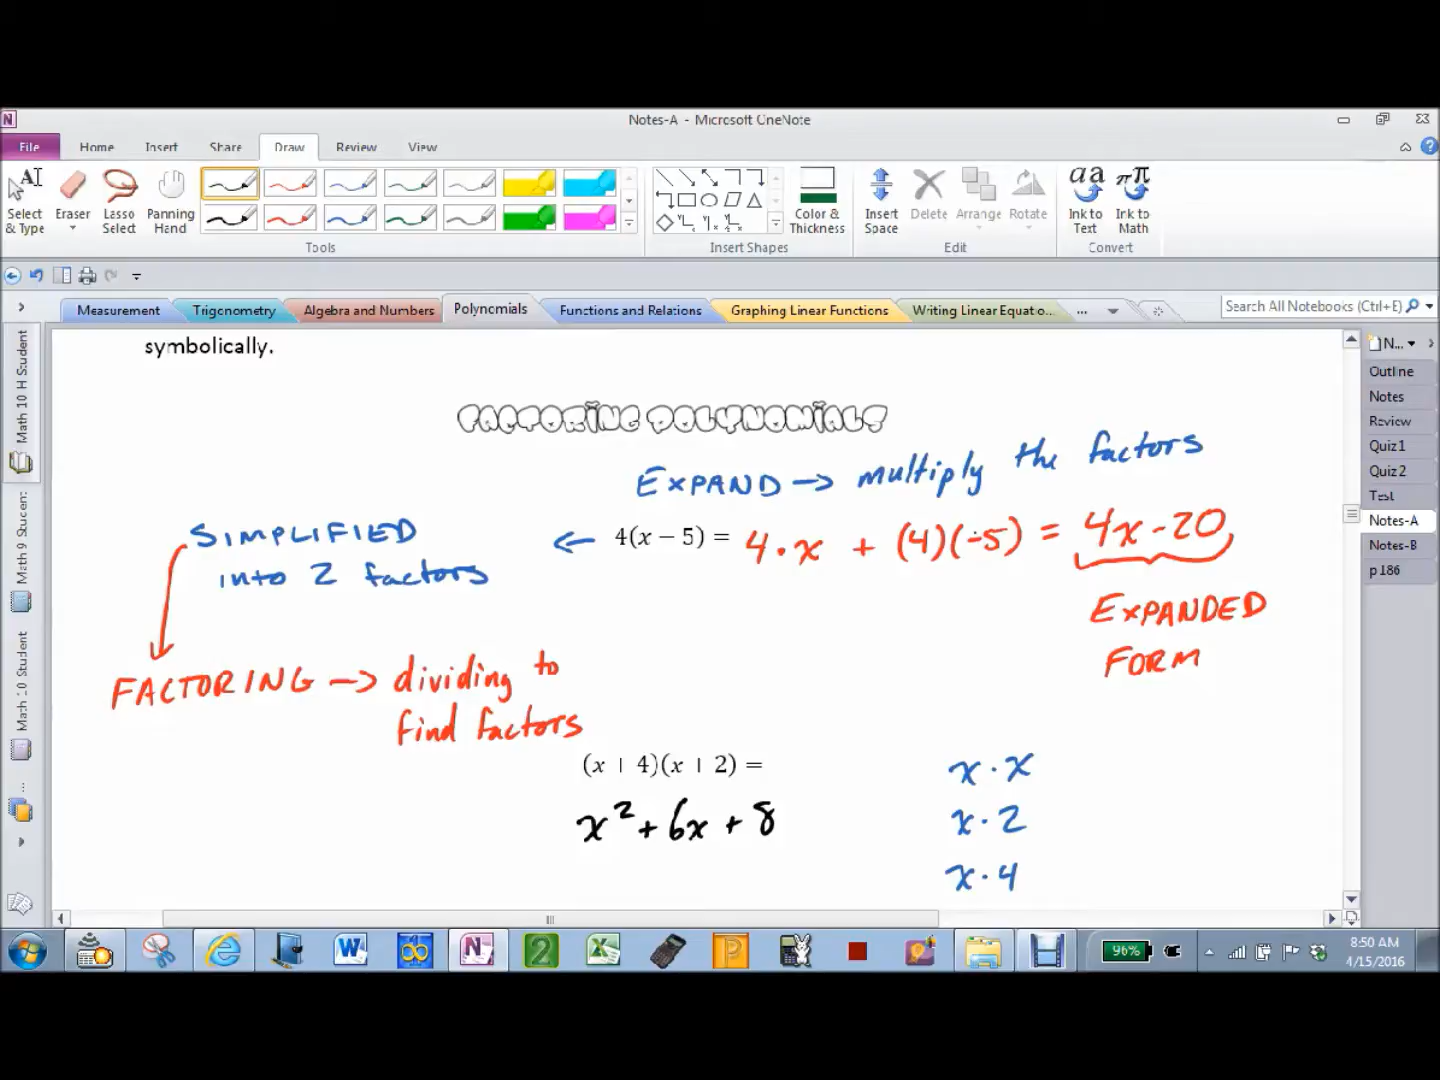 Notes-A - Microsoft OneNote
File Home Insert Share Draw Review View
Select & Type
Eraser
Lasso Select
Panning Hand
Color & Thickness
Insert Space
Delete
Arrange
Rotate
Ink to Text
Ink to Math
Tools
Insert Shapes
Edit
Convert
Measurement Trigonometry Algebra and Numbers Polynomials Functions and Relations Graphing Linear Functions Writing Linear Equatio... ...
Search All Notebooks (Ctrl+E)
Math 10 H Student
Math 9 Student
Math 10 Student
symbolically.
FACTORING POLYNOMIALS
EXPAND → multiply the factors
SIMPLIFIED
into 2 factors
← 4(x − 5) = 4 · x + (4)(-5) = 4x - 20
EXPANDED
FORM
FACTORING → dividing to
find factors
(x + 4)(x + 2) =
x² + 6x + 8
x · x
x · 2
x · 4
N...
Outline
Notes
Review
Quiz1
Quiz2
Test
Notes-A
Notes-B
p186
96%
8:50 AM
4/15/2016